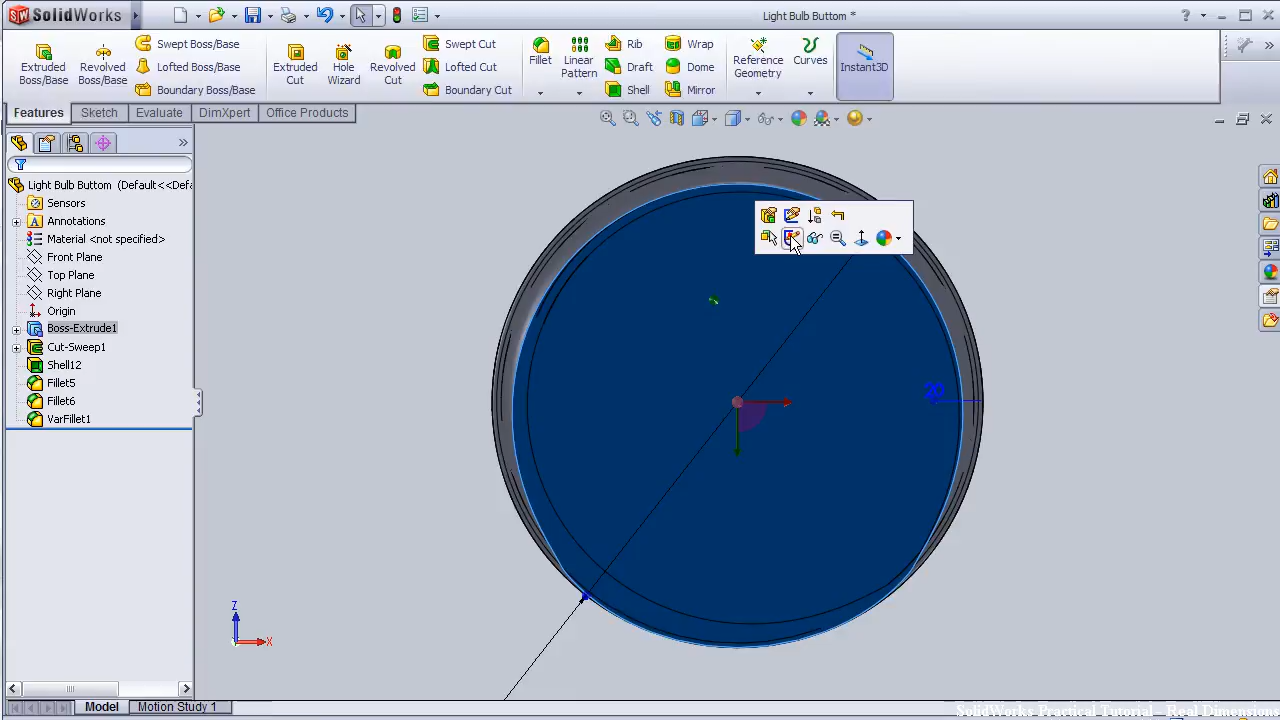 SolidWorks
Light Bulb Buttom *
Extruded Boss/Base
Revolved Boss/Base
Swept Boss/Base
Lofted Boss/Base
Boundary Boss/Base
Extruded Cut
Hole Wizard
Revolved Cut
Swept Cut
Lofted Cut
Boundary Cut
Fillet
Linear Pattern
Rib
Draft
Shell
Wrap
Dome
Mirror
Reference Geometry
Curves
Instant3D
Features
Sketch
Evaluate
DimXpert
Office Products
Light Bulb Buttom (Default<<Def
Sensors
Annotations
Material <not specified>
Front Plane
Top Plane
Right Plane
Origin
Boss-Extrude1
Cut-Sweep1
Shell12
Fillet5
Fillet6
VarFillet1
20
Z
X
Model
Motion Study 1
SolidWorks Practical Tutorial - Real Dimensions